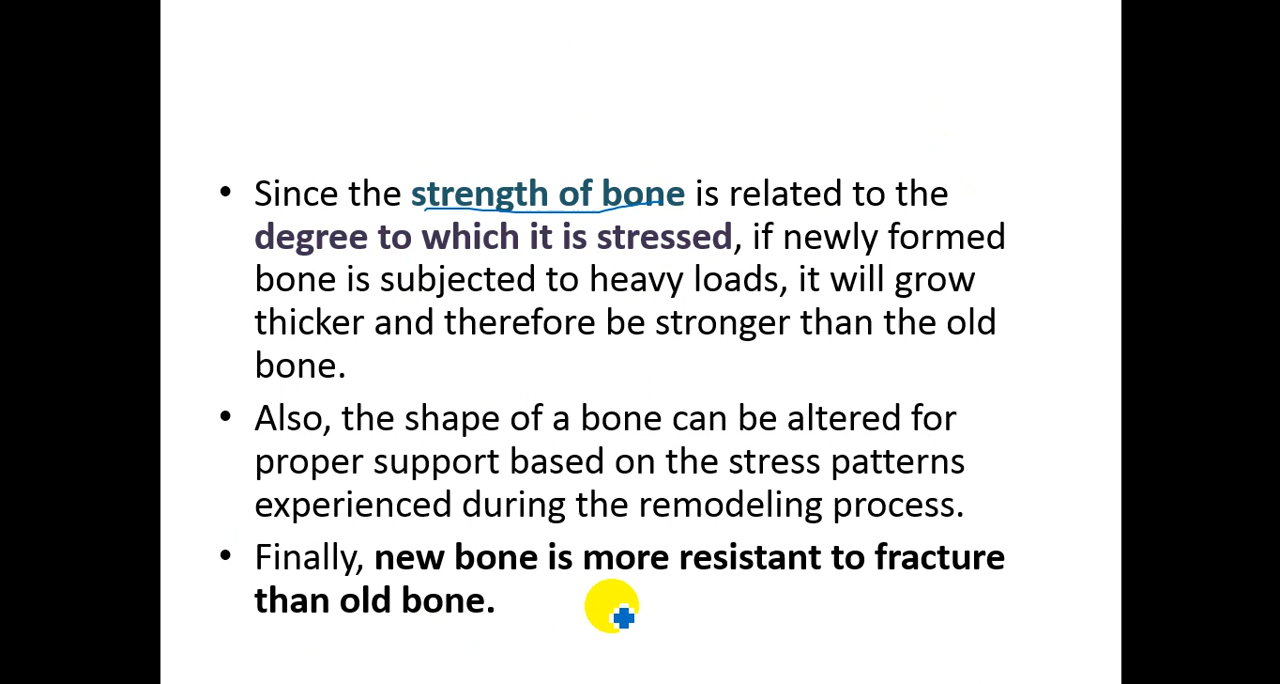 • Since the strength of bone is related to the
degree to which it is stressed, if newly formed
bone is subjected to heavy loads, it will grow
thicker and therefore be stronger than the old
bone.
• Also, the shape of a bone can be altered for
proper support based on the stress patterns
experienced during the remodeling process.
• Finally, new bone is more resistant to fracture
than old bone.